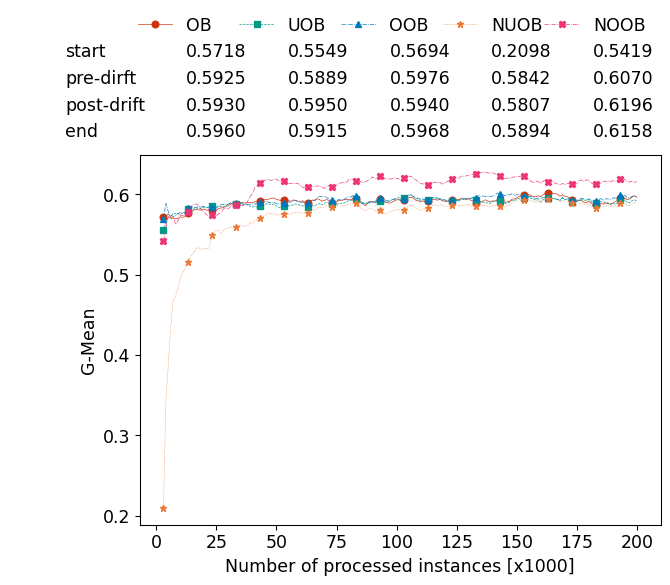 OB UOB OOB NUOB NOOB
start 0.5718 0.5549 0.5694 0.2098 0.5419
pre-dirft 0.5925 0.5889 0.5976 0.5842 0.6070
post-drift 0.5930 0.5950 0.5940 0.5807 0.6196
end 0.5960 0.5915 0.5968 0.5894 0.6158
0.6
0.5
0.4
0.3
0.2
G-Mean
0 25 50 75 100 125 150 175 200
Number of processed instances [x1000]